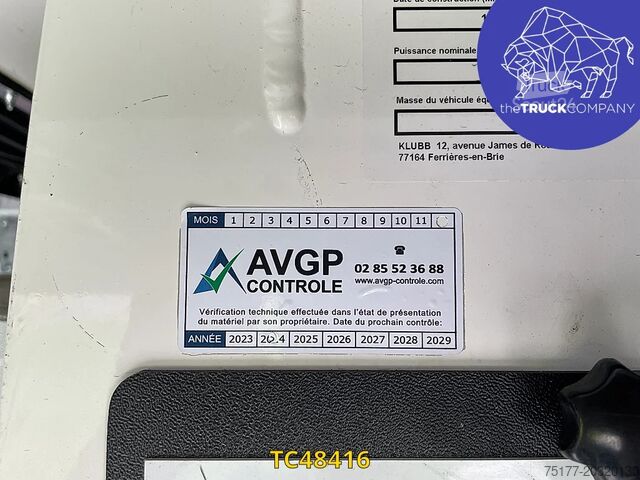 Puissance nominale
Masse du véhicule
KLUBB 12, avenue James de
77164 Ferrières-en-Brie
theTRUCKCOMPANY
MOIS 1 2 3 4 5 6 7 8 9 10 11
AVGP
CONTROLE
02 85 52 36 88
www.avgp-controle.com
Vérification technique effectuée dans l'état de présentation
du matériel par son propriétaire. Date du prochain contrôle:
ANNÉE 2023 2024 2025 2026 2027 2028 2029
TC48416